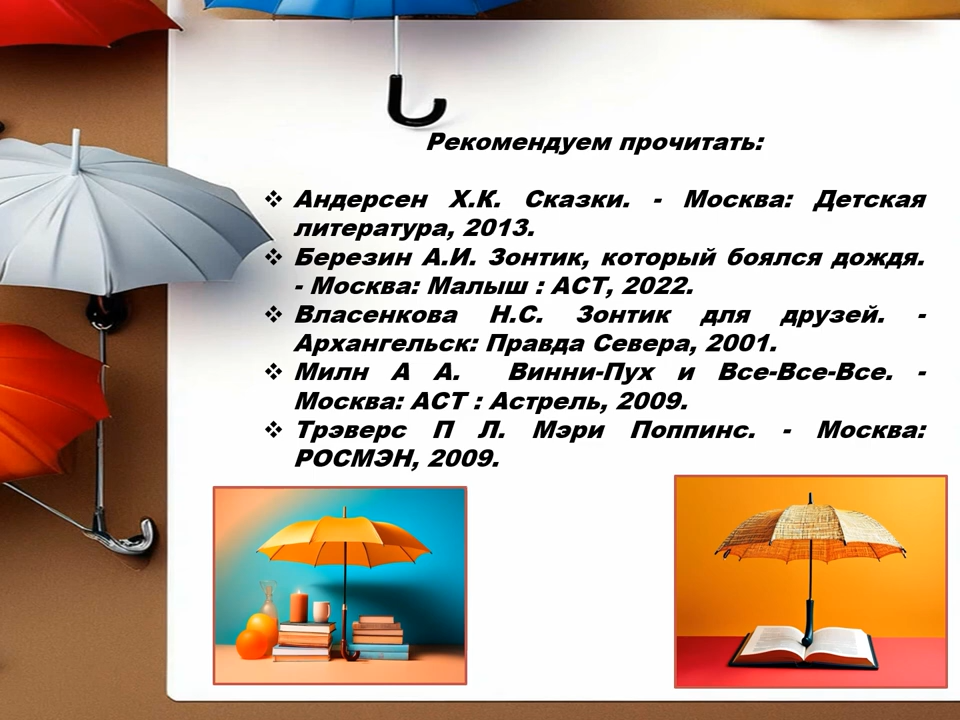 Рекомендуем прочитать:
❖ Андерсен Х.К. Сказки. - Москва: Детская
литература, 2013.
❖ Березин А.И. Зонтик, который боялся дождя.
- Москва: Малыш : АСТ, 2022.
❖ Власенкова Н.С. Зонтик для друзей. -
Архангельск: Правда Севера, 2001.
❖ Милн А А. Винни-Пух и Все-Все-Все. -
Москва: АСТ : Астрель, 2009.
❖ Трэверс П Л. Мэри Поппинс. - Москва:
РОСМЭН, 2009.